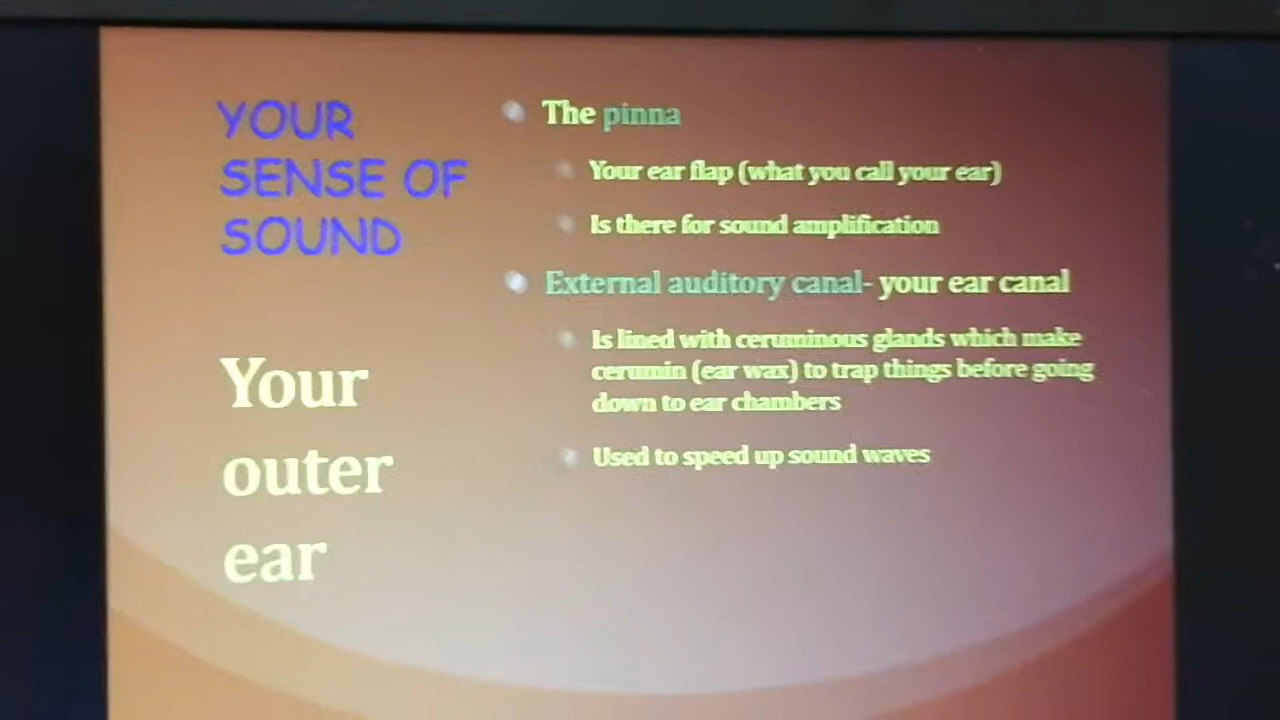 YOUR
SENSE OF
SOUND
Your
outer
ear
The pinna
Your ear flap (what you call your ear)
Is there for sound amplification
External auditory canal- your ear canal
Is lined with ceruminous glands which make
cerumin (ear wax) to trap things before going
down to ear chambers
Used to speed up sound waves